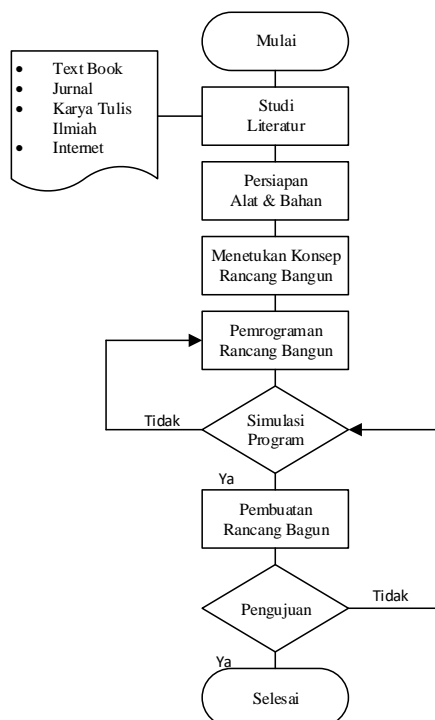 Mulai
• Text Book
• Jurnal
• Karya Tulis
Ilmiah
• Internet
Studi
Literatur
Persiapan
Alat & Bahan
Menetukan Konsep
Rancang Bangun
Pemrograman
Rancang Bangun
Simulasi
Program
Tidak
Ya
Pembuatan
Rancang Bagun
Pengujuan
Tidak
Ya
Selesai